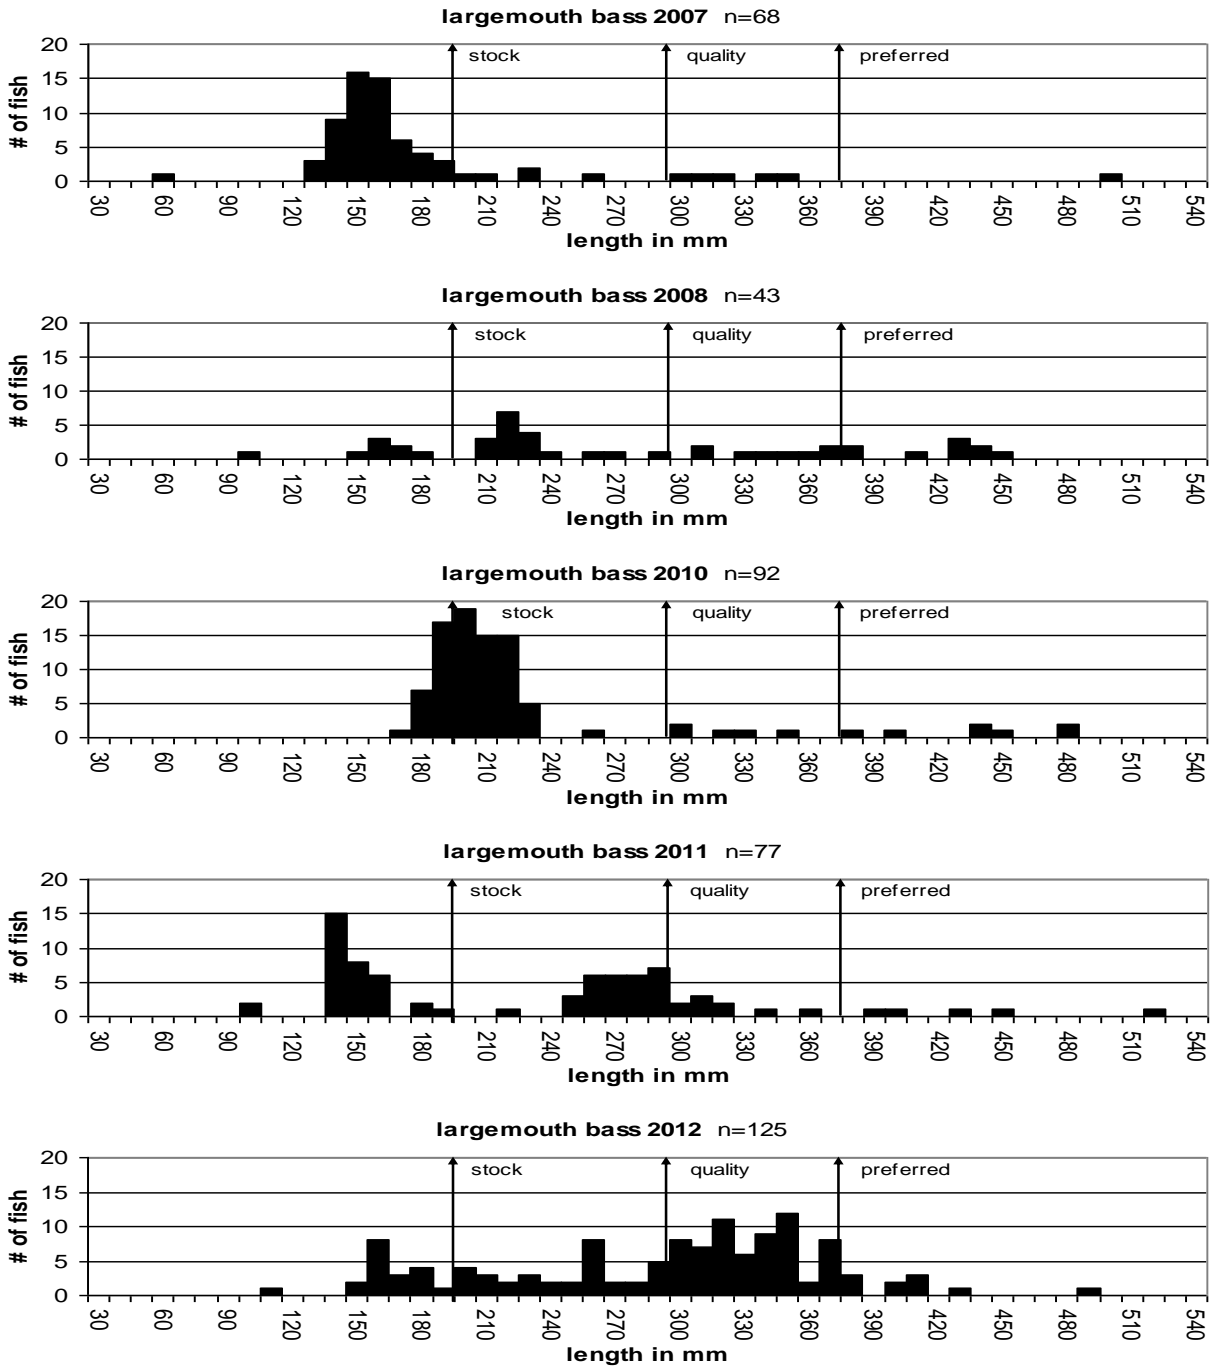 largemouth bass 2007 n=68
20
15
10
5
0
# of fish
stock quality preferred
30 60 90 120 150 180 210 240 270 300 330 360 390 420 450 480 510 540
length in mm
largemouth bass 2008 n=43
20
15
10
5
0
# of fish
stock quality preferred
30 60 90 120 150 180 210 240 270 300 330 360 390 420 450 480 510 540
length in mm
largemouth bass 2010 n=92
20
15
10
5
0
# of fish
stock quality preferred
30 60 90 120 150 180 210 240 270 300 330 360 390 420 450 480 510 540
length in mm
largemouth bass 2011 n=77
20
15
10
5
0
# of fish
stock quality preferred
30 60 90 120 150 180 210 240 270 300 330 360 390 420 450 480 510 540
length in mm
largemouth bass 2012 n=125
20
15
10
5
0
# of fish
stock quality preferred
30 60 90 120 150 180 210 240 270 300 330 360 390 420 450 480 510 540
length in mm